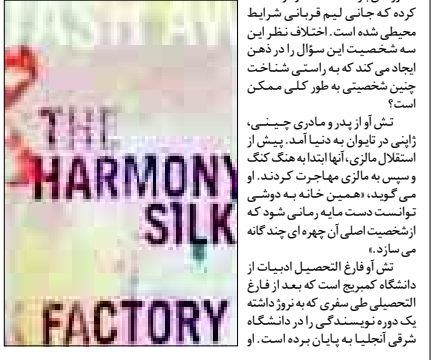 کرده که جانی لیم قربانی شرایط
محیطی شده است. اختلاف نظر این
سه شخصیت این سؤال را در ذهن
ایجاد می کند که به راستی شناخت
چنین شخصیتی به طور کلی ممکن
است؟
تش آو از پدر و مادری چینی،
ژاپنی در تایوان به دنیا آمد. پیش از
استقلال مالزی، آنها ابتدا به هنگ کنگ
و سپس به مالزی مهاجرت کردند. او
می گوید، «همین خانه به دوشی
توانست دست مایه رمانی شود که
ازشخصیت اصلی آن چهره ای چند گانه
می سازد.»
تش آو فارغ التحصیل ادبیات از
دانشگاه کمبریج است که بعد از فارغ
التحصیلی طی سفری که به نروژ داشته
یک دوره نویسندگی را در دانشگاه
شرقی آنجلیا به پایان برده است. او
TASH AW
THE
HARMONY
SILK
FACTORY